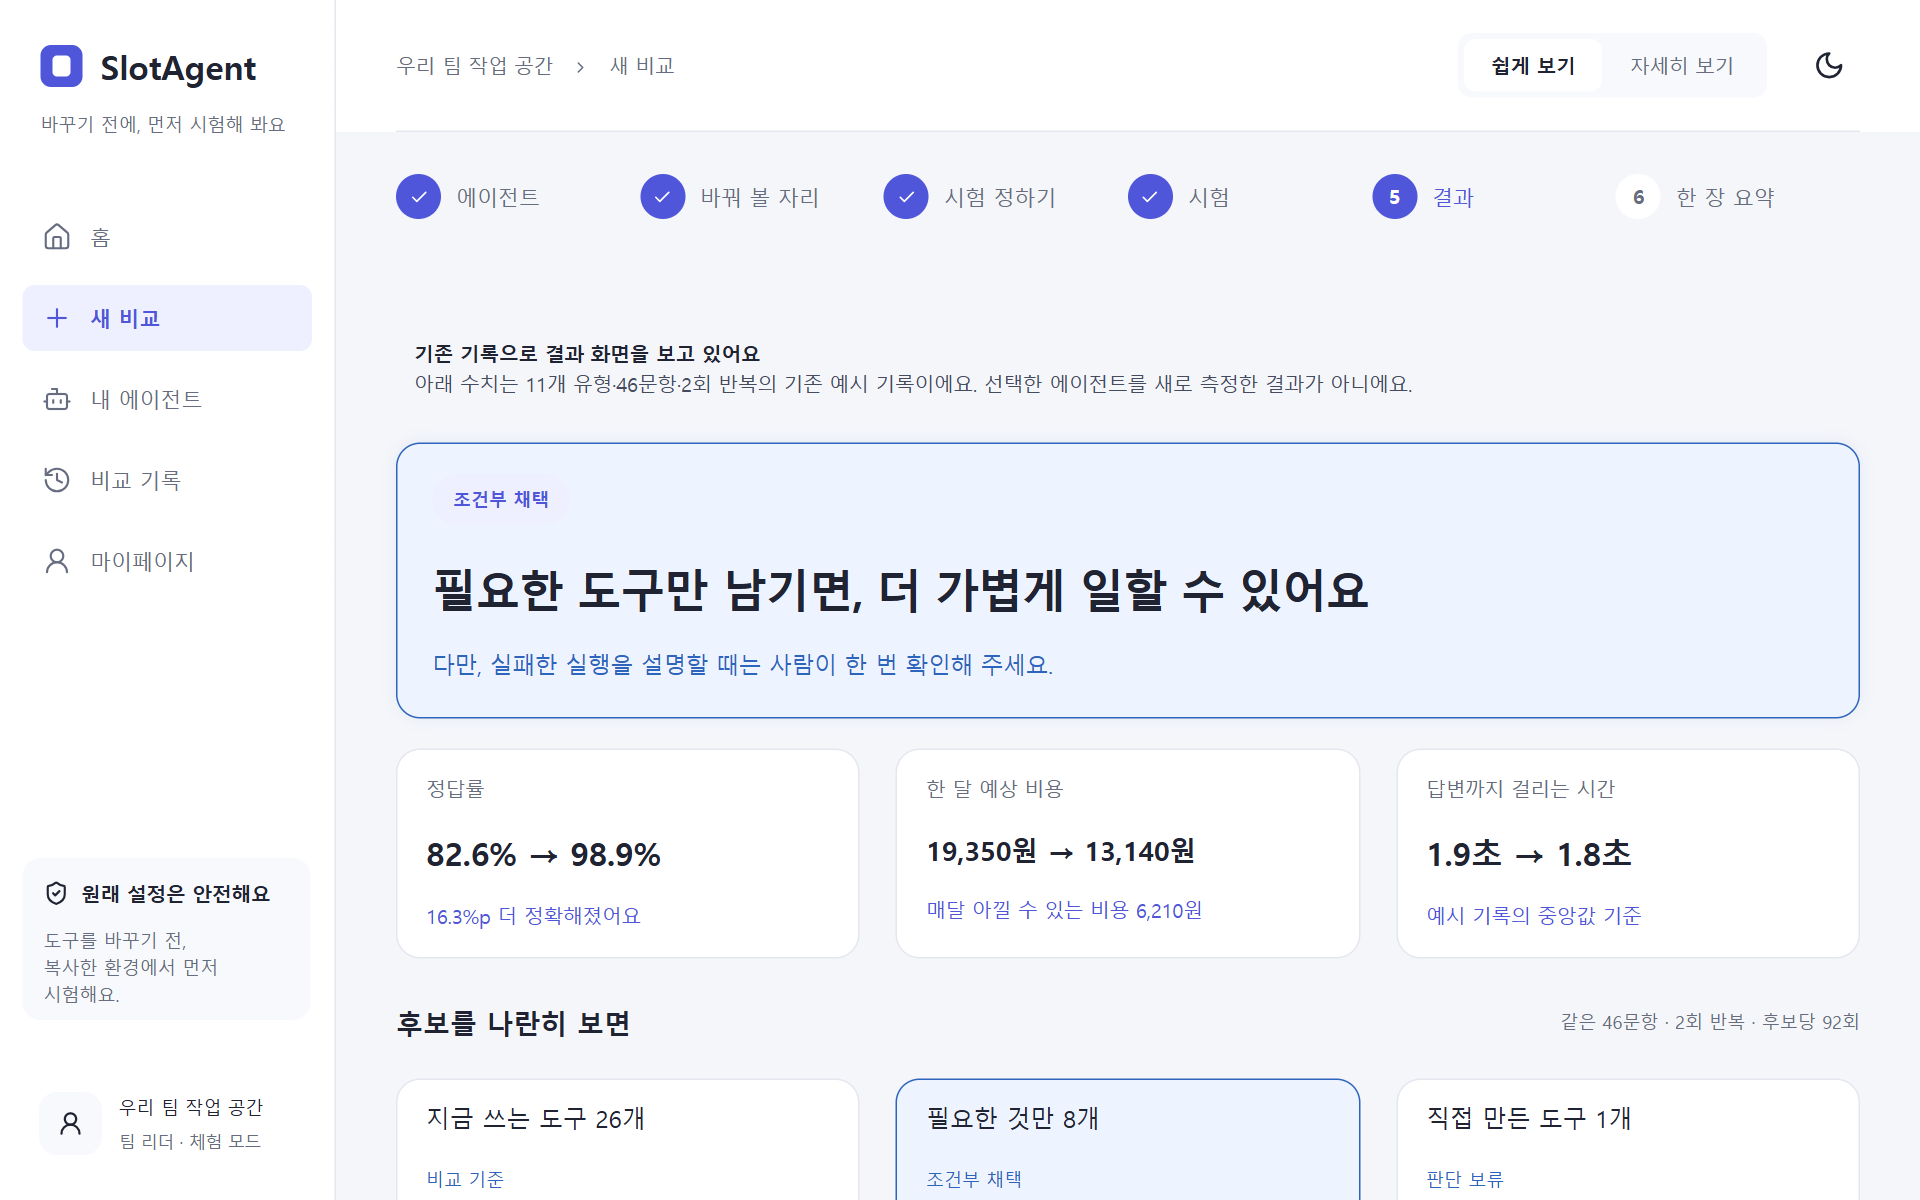 SlotAgent
바꾸기 전에, 먼저 시험해 봐요
홈
새 비교
내 에이전트
비교 기록
마이페이지
원래 설정은 안전해요
도구를 바꾸기 전,
복사한 환경에서 먼저
시험해요.
우리 팀 작업 공간
팀 리더 · 체험 모드
우리 팀 작업 공간 > 새 비교
쉽게 보기
자세히 보기
에이전트
바꿔 볼 자리
시험 정하기
시험
5 결과
6 한 장 요약
기존 기록으로 결과 화면을 보고 있어요
아래 수치는 11개 유형·46문항·2회 반복의 기존 예시 기록이에요. 선택한 에이전트를 새로 측정한 결과가 아니에요.
조건부 채택
필요한 도구만 남기면, 더 가볍게 일할 수 있어요
다만, 실패한 실행을 설명할 때는 사람이 한 번 확인해 주세요.
정답률
82.6% → 98.9%
16.3%p 더 정확해졌어요
한 달 예상 비용
19,350원 → 13,140원
매달 아낄 수 있는 비용 6,210원
답변까지 걸리는 시간
1.9초 → 1.8초
예시 기록의 중앙값 기준
후보를 나란히 보면
같은 46문항 · 2회 반복 · 후보당 92회
지금 쓰는 도구 26개
비교 기준
필요한 것만 8개
조건부 채택
직접 만든 도구 1개
판단 보류